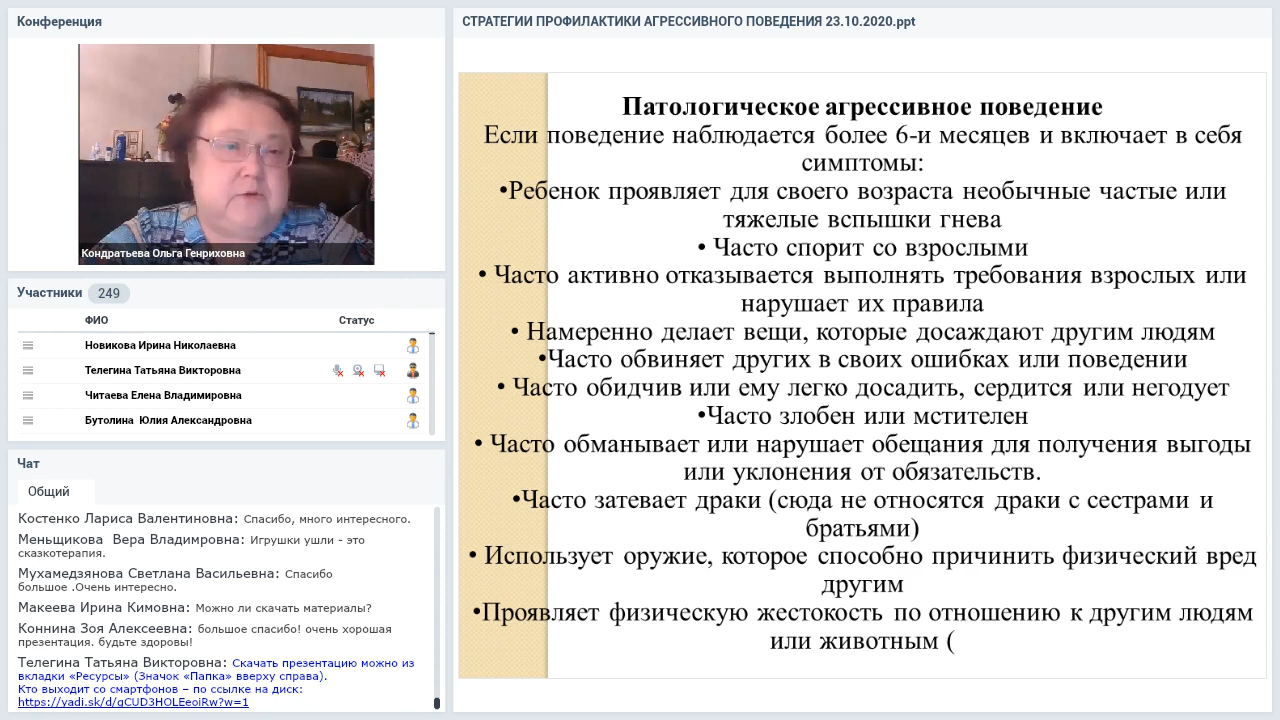 Конференция
Кондратьева Ольга Генриховна
Участники 249
ФИО Статус
Новикова Ирина Николаевна
Телегина Татьяна Викторовна
Читаева Елена Владимировна
Бутолина Юлия Александровна
Чат
Общий
Костенко Лариса Валентиновна: Спасибо, много интересного.
Меньщикова Вера Владимировна: Игрушки ушли - это
сказкотерапия.
Мухамедзянова Светлана Васильевна: Спасибо
большое .Очень интересно.
Макеева Ирина Кимовна: Можно ли скачать материалы?
Коннина Зоя Алексеевна: большое спасибо! очень хорошая
презентация. будьте здоровы!
Телегина Татьяна Викторовна: Скачать презентацию можно из
вкладки «Ресурсы» (Значок «Папка» вверху справа).
Кто выходит со смартфонов – по ссылке на диск:
https://yadi.sk/d/gCUD3HOLEeoiRw?w=1
СТРАТЕГИИ ПРОФИЛАКТИКИ АГРЕССИВНОГО ПОВЕДЕНИЯ 23.10.2020.ppt
Патологическое агрессивное поведение
Если поведение наблюдается более 6-и месяцев и включает в себя
симптомы:
•Ребенок проявляет для своего возраста необычные частые или
тяжелые вспышки гнева
• Часто спорит со взрослыми
• Часто активно отказывается выполнять требования взрослых или
нарушает их правила
• Намеренно делает вещи, которые досаждают другим людям
•Часто обвиняет других в своих ошибках или поведении
• Часто обидчив или ему легко досадить, сердится или негодует
•Часто злобен или мстителен
• Часто обманывает или нарушает обещания для получения выгоды
или уклонения от обязательств.
•Часто затевает драки (сюда не относятся драки с сестрами и
братьями)
• Использует оружие, которое способно причинить физический вред
другим
•Проявляет физическую жестокость по отношению к другим людям
или животным (